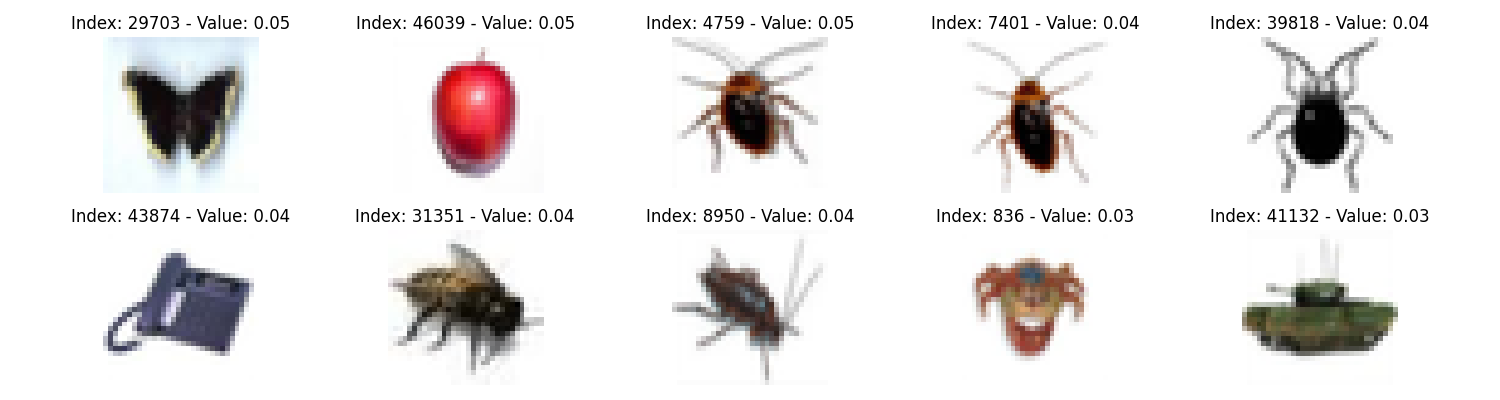 Index: 29703 - Value: 0.05
Index: 46039 - Value: 0.05
Index: 4759 - Value: 0.05
Index: 7401 - Value: 0.04
Index: 39818 - Value: 0.04
Index: 43874 - Value: 0.04
Index: 31351 - Value: 0.04
Index: 8950 - Value: 0.04
Index: 836 - Value: 0.03
Index: 41132 - Value: 0.03